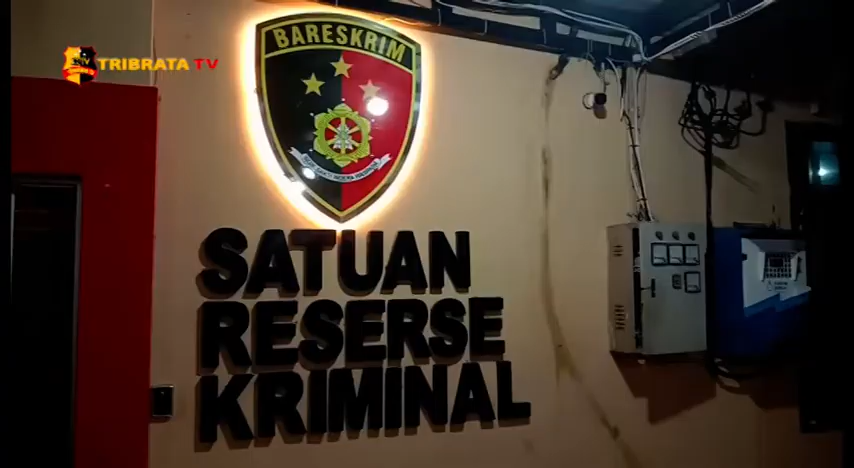 TRIBRATA TV
BARESKRIM
SATUAN
RESERSE
KRIMINAL